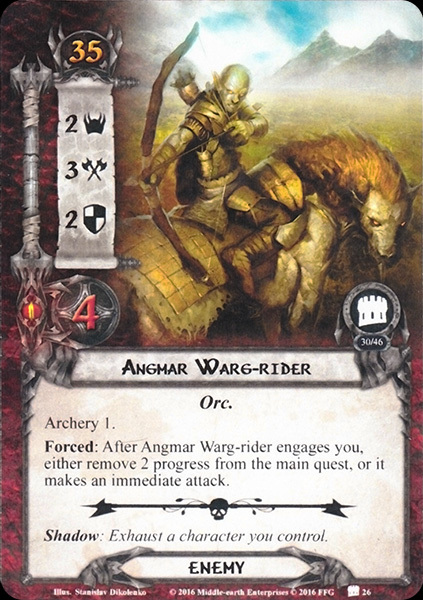 35
2
3
2
4
30/46
Angmar Warg-rider
Orc.
Archery 1.
Forced: After Angmar Warg-rider engages you,
either remove 2 progress from the main quest, or it
makes an immediate attack.
Shadow: Exhaust a character you control.
ENEMY
Illus. Stanislav Dikolenko © 2016 Middle-earth Enterprises © 2016 FFG 26